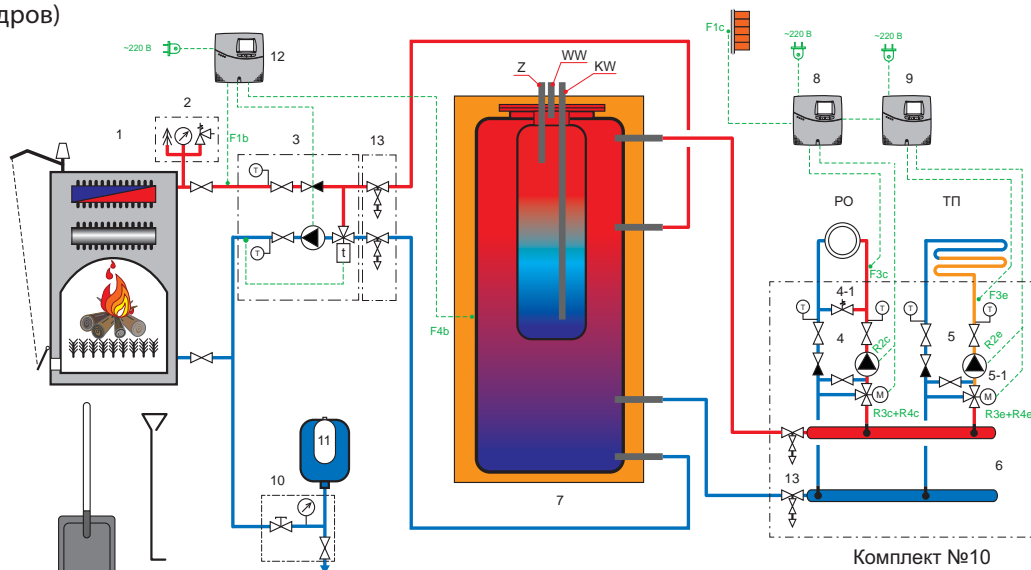 дров)
~220 В
12
F1c
~220 В
~220 В
8
9
Z
WW
KW
2
1
F1b
3
13
T
T
t
F4b
РО
ТП
F3c
F3e
4-1
T
T
T
T
4
5
R2c
R2e
5-1
M
M
R3c+R4c
R3e+R4e
11
10
7
13
6
Комплект №10